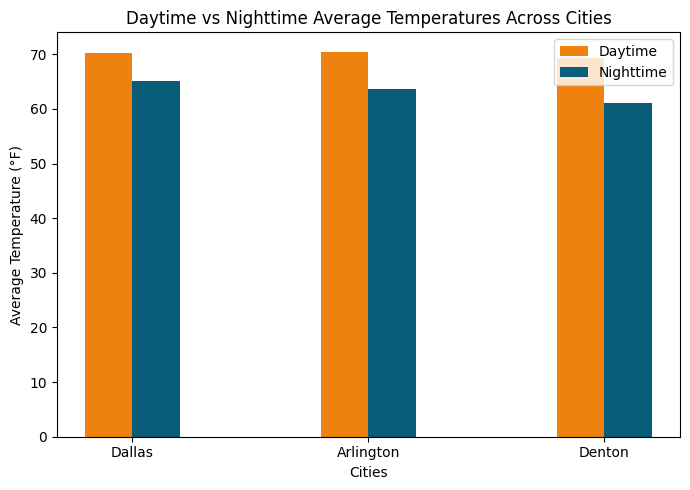 Daytime vs Nighttime Average Temperatures Across Cities
Daytime
Nighttime
Average Temperature (°F)
70
60
50
40
30
20
10
0
Dallas
Arlington
Denton
Cities